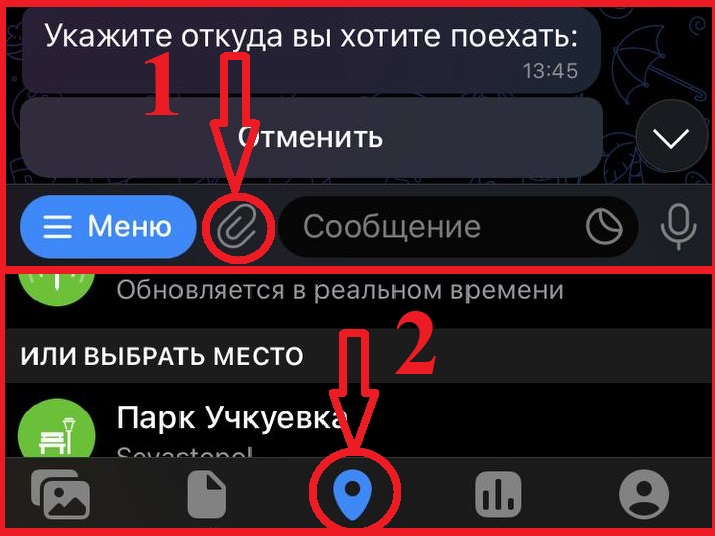 Укажите откуда вы хотите поехать:
13:45
1
Отменить
Меню
Сообщение
Обновляется в реальном времени
2
ИЛИ ВЫБРАТЬ МЕСТО
Парк Учкуевка
Sevastopol